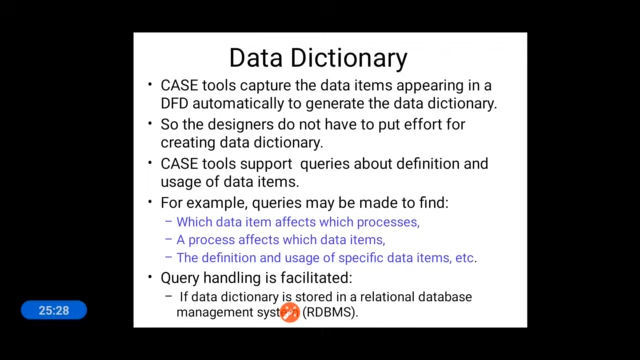 Data Dictionary
• CASE tools capture the data items appearing in a
DFD automatically to generate the data dictionary.
• So the designers do not have to put effort for
creating data dictionary.
• CASE tools support queries about definition and
usage of data items.
• For example, queries may be made to find:
– Which data item affects which processes,
– A process affects which data items,
– The definition and usage of specific data items, etc.
• Query handling is facilitated:
– If data dictionary is stored in a relational database
management system (RDBMS).
25:28